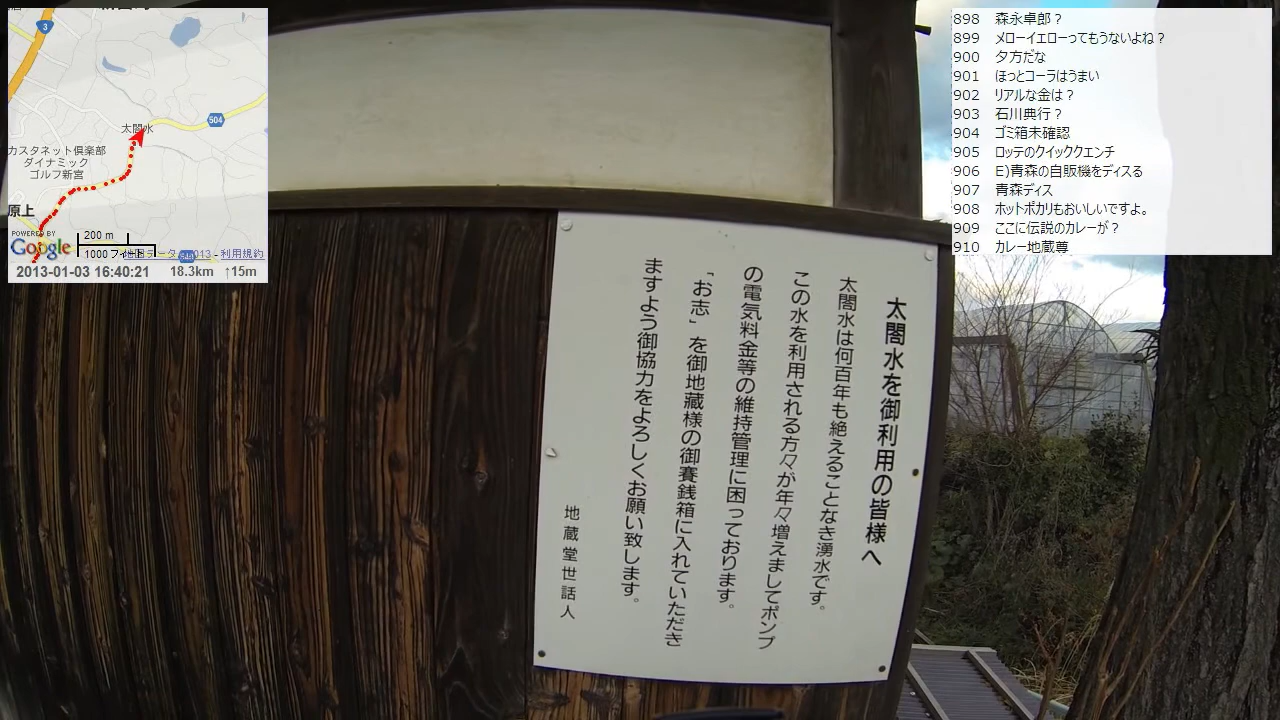 3
504
太閤水
カスタネット倶楽部
ダイナミック
ゴルフ新宮
原上
POWERED BY
Google
200 m
1000 フィート
地図データ ©2013 - 利用規約
2013-01-03 16:40:21 18.3km ↑15m
898 森永卓郎？
899 メローイエローってもうないよね？
900 夕方だな
901 ほっとコーラはうまい
902 リアルな金は？
903 石川典行？
904 ゴミ箱未確認
905 ロッテのクイッククエンチ
906 E)青森の自販機をディスる
907 青森ディス
908 ホットポカリもおいしいですよ。
909 ここに伝説のカレーが？
910 カレー地蔵尊
太閤水を御利用の皆様へ
太閤水は何百年も絶えることなき湧水です。
この水を利用される方々が年々増えましてポンプ
の電気料金等の維持管理に困っております。
「お志」を御地蔵様の御賽銭箱に入れていただき
ますよう御協力をよろしくお願い致します。
地蔵堂世話人